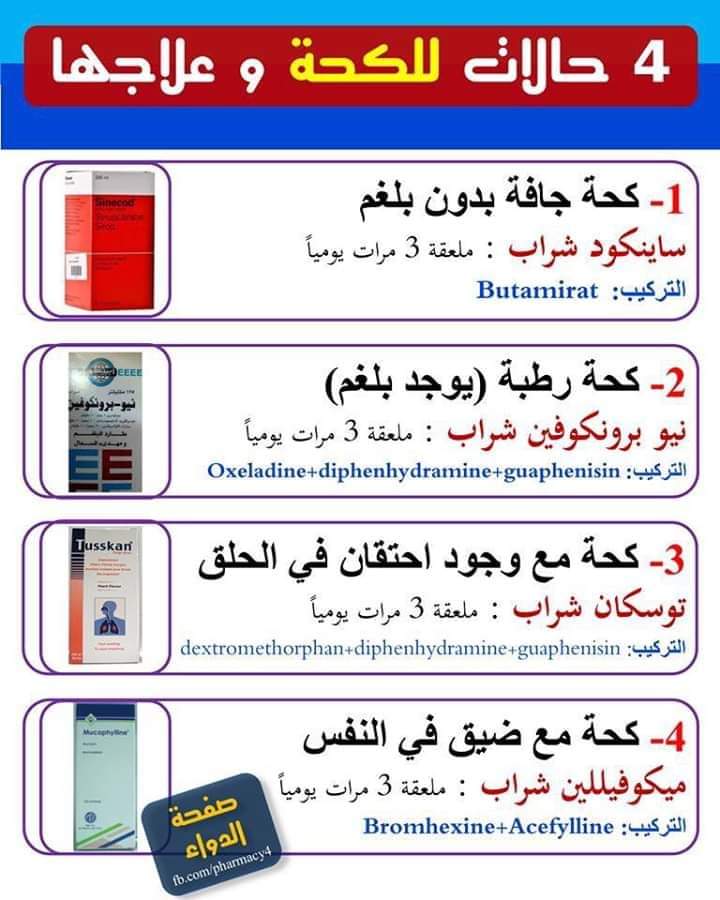 4 حالات للكحة و علاجها
1- كحة جافة بدون بلغم
ساينكود شراب : ملعقة 3 مرات يومياً
التركيب: Butamirat
Sinecod
2- كحة رطبة (يوجد بلغم)
نيو برونكوفين شراب : ملعقة 3 مرات يومياً
التركيب: Oxeladine+diphenhydramine+guaphenisin
EEEE
نيو-برونكوفين
3- كحة مع وجود احتقان في الحلق
توسكان شراب : ملعقة 3 مرات يومياً
التركيب: dextromethorphan+diphenhydramine+guaphenisin
Tusskan
4- كحة مع ضيق في النفس
ميكوفيللين شراب : ملعقة 3 مرات يومياً
التركيب: Bromhexine+Acefylline
Mucophylline
صفحة
الدواء
fb.com/pharmacy4